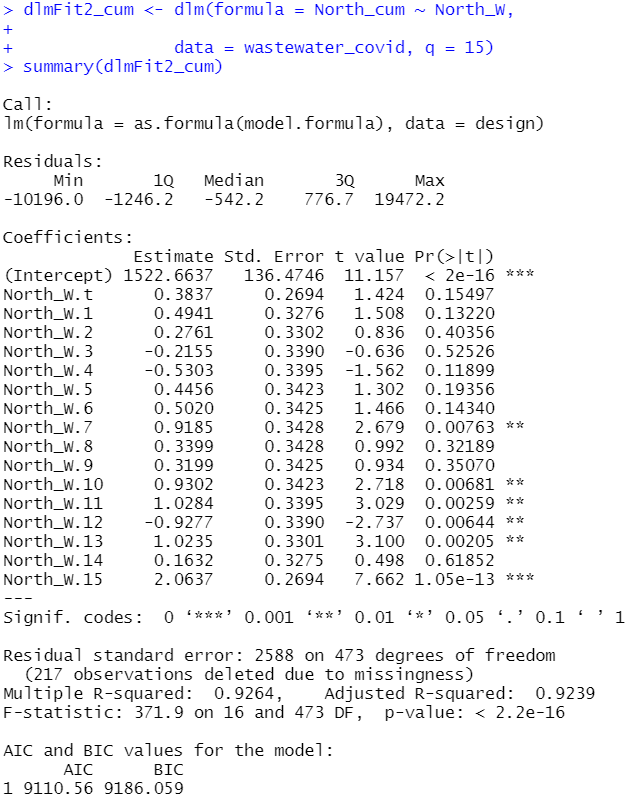 > dlmFit2_cum <- dlm(formula = North_cum ~ North_W,
+
+                 data = wastewater_covid, q = 15)
> summary(dlmFit2_cum)

Call:
lm(formula = as.formula(model.formula), data = design)

Residuals:
     Min       1Q   Median       3Q      Max
-10196.0  -1246.2   -542.2    776.7  19472.2

Coefficients:
             Estimate Std. Error t value Pr(>|t|)
(Intercept) 1522.6637   136.4746  11.157  < 2e-16 ***
North_W.t      0.3837     0.2694   1.424  0.15497
North_W.1      0.4941     0.3276   1.508  0.13220
North_W.2      0.2761     0.3302   0.836  0.40356
North_W.3     -0.2155     0.3390  -0.636  0.52526
North_W.4     -0.5303     0.3395  -1.562  0.11899
North_W.5      0.4456     0.3423   1.302  0.19356
North_W.6      0.5020     0.3425   1.466  0.14340
North_W.7      0.9185     0.3428   2.679  0.00763 **
North_W.8      0.3399     0.3428   0.992  0.32189
North_W.9      0.3199     0.3425   0.934  0.35070
North_W.10     0.9302     0.3423   2.718  0.00681 **
North_W.11     1.0284     0.3395   3.029  0.00259 **
North_W.12    -0.9277     0.3390  -2.737  0.00644 **
North_W.13     1.0235     0.3301   3.100  0.00205 **
North_W.14     0.1632     0.3275   0.498  0.61852
North_W.15     2.0637     0.2694   7.662 1.05e-13 ***
---
Signif. codes:  0 ‘***’ 0.001 ‘**’ 0.01 ‘*’ 0.05 ‘.’ 0.1 ‘ ’ 1

Residual standard error: 2588 on 473 degrees of freedom
  (217 observations deleted due to missingness)
Multiple R-squared:  0.9264,    Adjusted R-squared:  0.9239
F-statistic: 371.9 on 16 and 473 DF,  p-value: < 2.2e-16

AIC and BIC values for the model:
      AIC      BIC
1 9110.56 9186.059